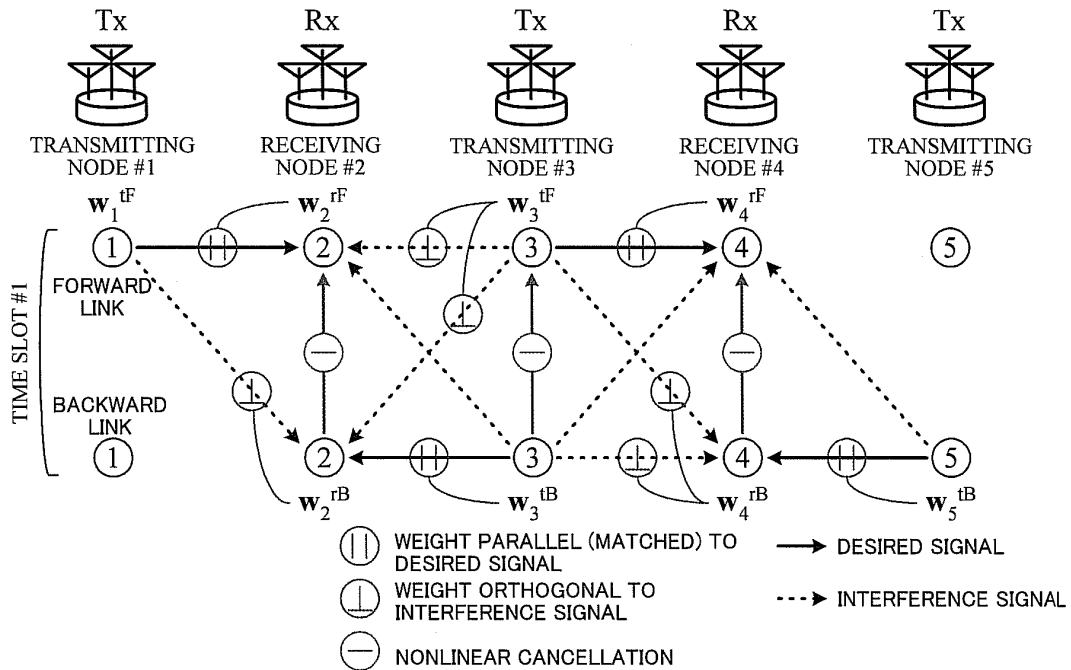 Tx Rx Tx Rx Tx
TRANSMITTING RECEIVING TRANSMITTING RECEIVING TRANSMITTING
NODE #1 NODE #2 NODE #3 NODE #4 NODE #5
w₁ᵗF w₂ʳF w₃ᵗF w₄ʳF
1 2 3 4 5
FORWARD
LINK
TIME SLOT #1
BACKWARD
LINK
1 2 3 4 5
w₂ʳB w₃ᵗB w₄ʳB w₅ᵗB
WEIGHT PARALLEL (MATCHED) TO
DESIRED SIGNAL
WEIGHT ORTHOGONAL TO
INTERFERENCE SIGNAL
NONLINEAR CANCELLATION
DESIRED SIGNAL
INTERFERENCE SIGNAL